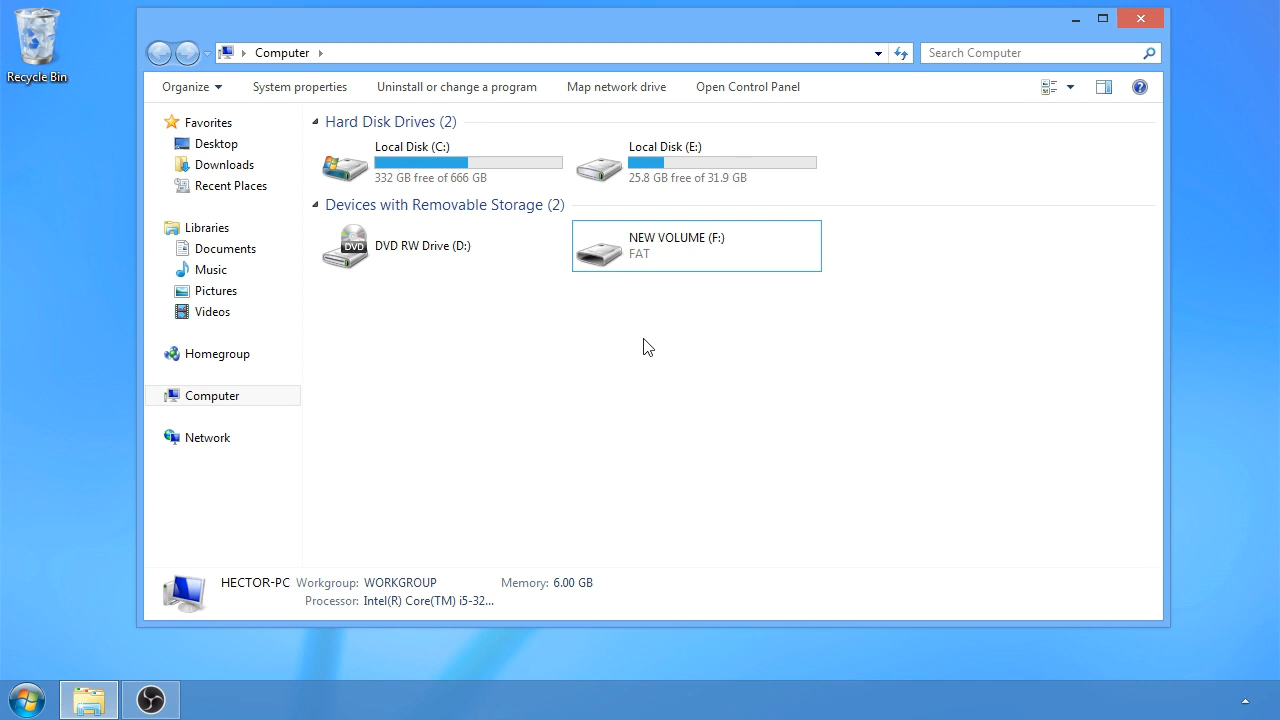 Recycle Bin
Computer
Search Computer
Organize
System properties
Uninstall or change a program
Map network drive
Open Control Panel
Favorites
Desktop
Downloads
Recent Places
Libraries
Documents
Music
Pictures
Videos
Homegroup
Computer
Network
Hard Disk Drives (2)
Local Disk (C:)
332 GB free of 666 GB
Local Disk (E:)
25.8 GB free of 31.9 GB
Devices with Removable Storage (2)
DVD
DVD RW Drive (D:)
NEW VOLUME (F:)
FAT
HECTOR-PC Workgroup: WORKGROUP Memory: 6.00 GB
Processor: Intel(R) Core(TM) i5-32...